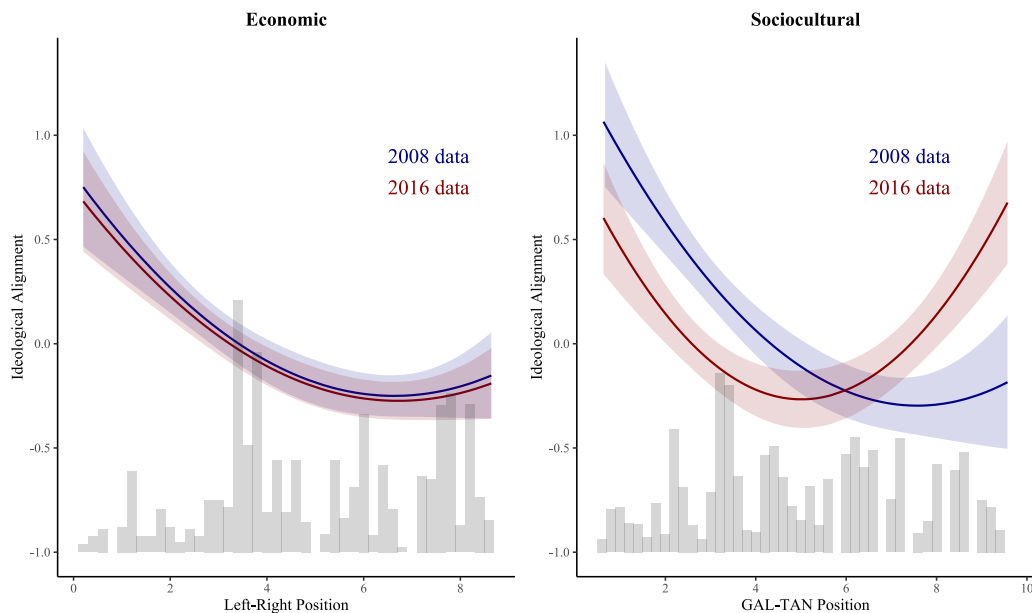 Economic
Ideological Alignment
1.0
0.5
0.0
-0.5
-1.0
2008 data
2016 data
0 2 4 6 8
Left-Right Position
Sociocultural
Ideological Alignment
1.0
0.5
0.0
-0.5
-1.0
2008 data
2016 data
2 4 6 8 10
GAL-TAN Position